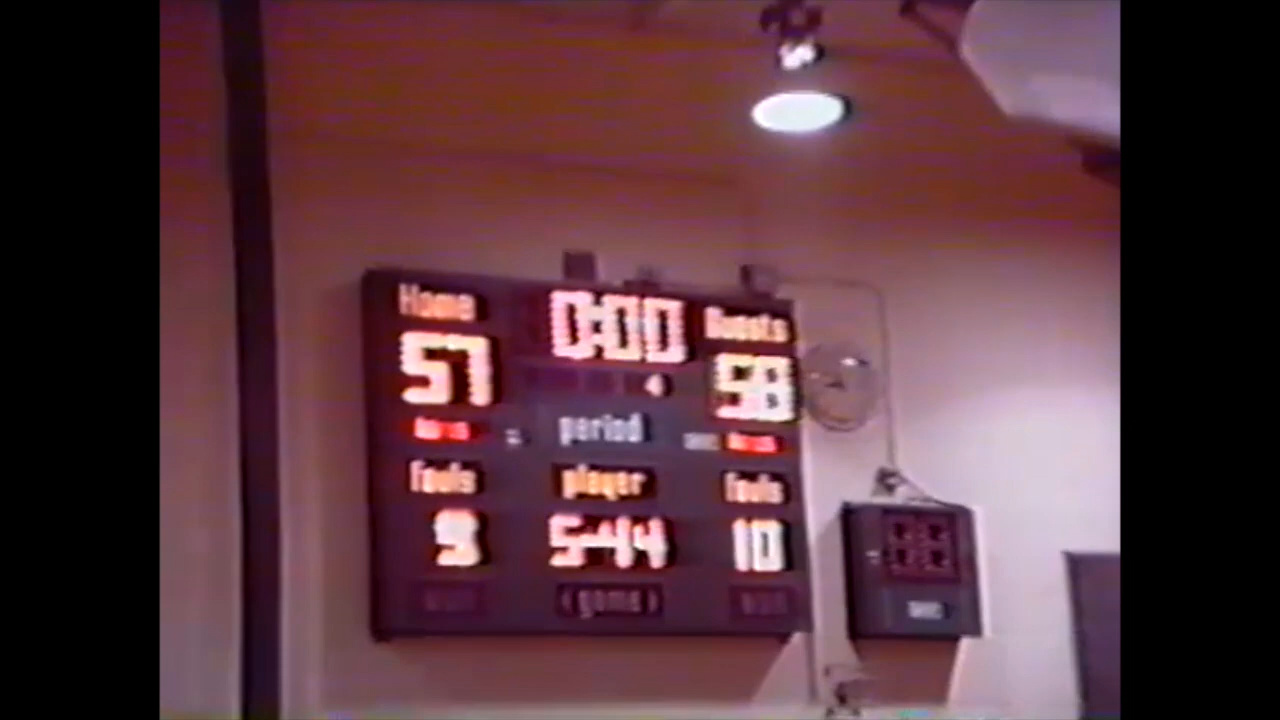 Home 0:00 Guests
57 58
4
period
fouls player fouls
9 5-44 10
(game)